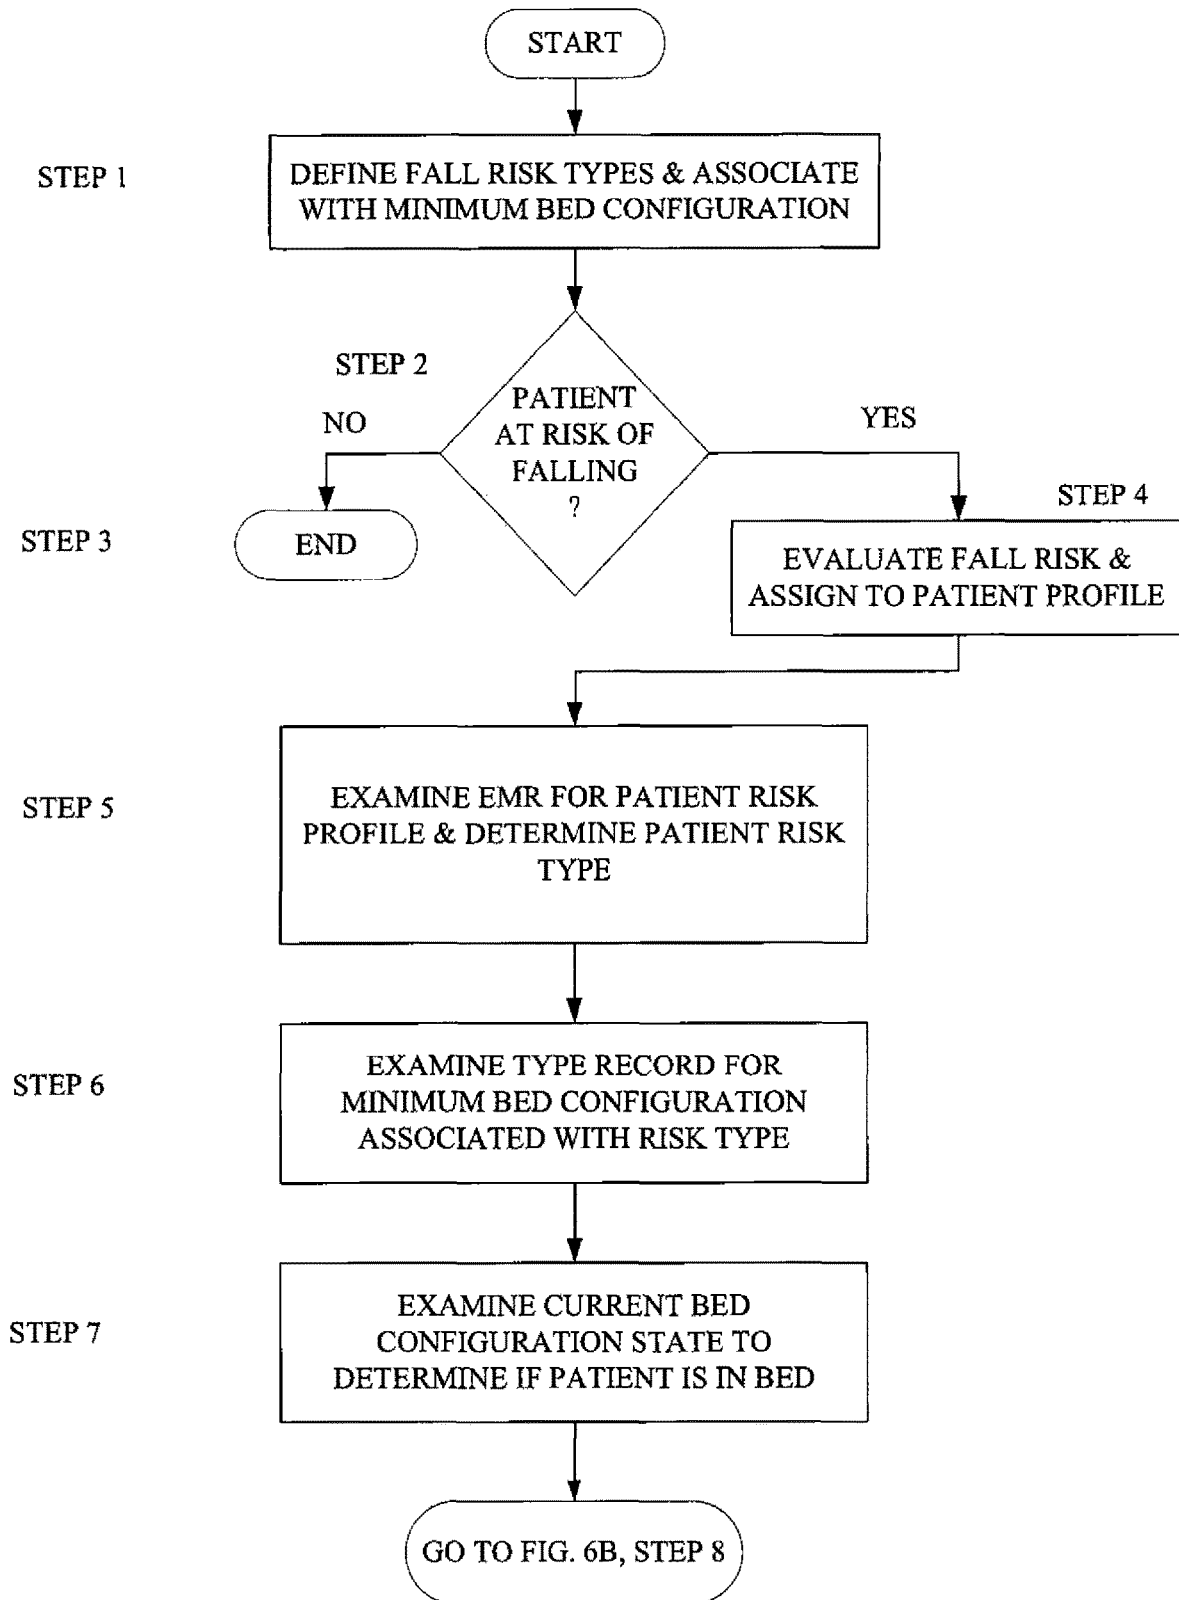 START
STEP 1
DEFINE FALL RISK TYPES & ASSOCIATE
WITH MINIMUM BED CONFIGURATION
STEP 2
PATIENT
AT RISK OF
FALLING
?
NO
YES
STEP 3
END
STEP 4
EVALUATE FALL RISK &
ASSIGN TO PATIENT PROFILE
STEP 5
EXAMINE EMR FOR PATIENT RISK
PROFILE & DETERMINE PATIENT RISK
TYPE
STEP 6
EXAMINE TYPE RECORD FOR
MINIMUM BED CONFIGURATION
ASSOCIATED WITH RISK TYPE
STEP 7
EXAMINE CURRENT BED
CONFIGURATION STATE TO
DETERMINE IF PATIENT IS IN BED
GO TO FIG. 6B, STEP 8